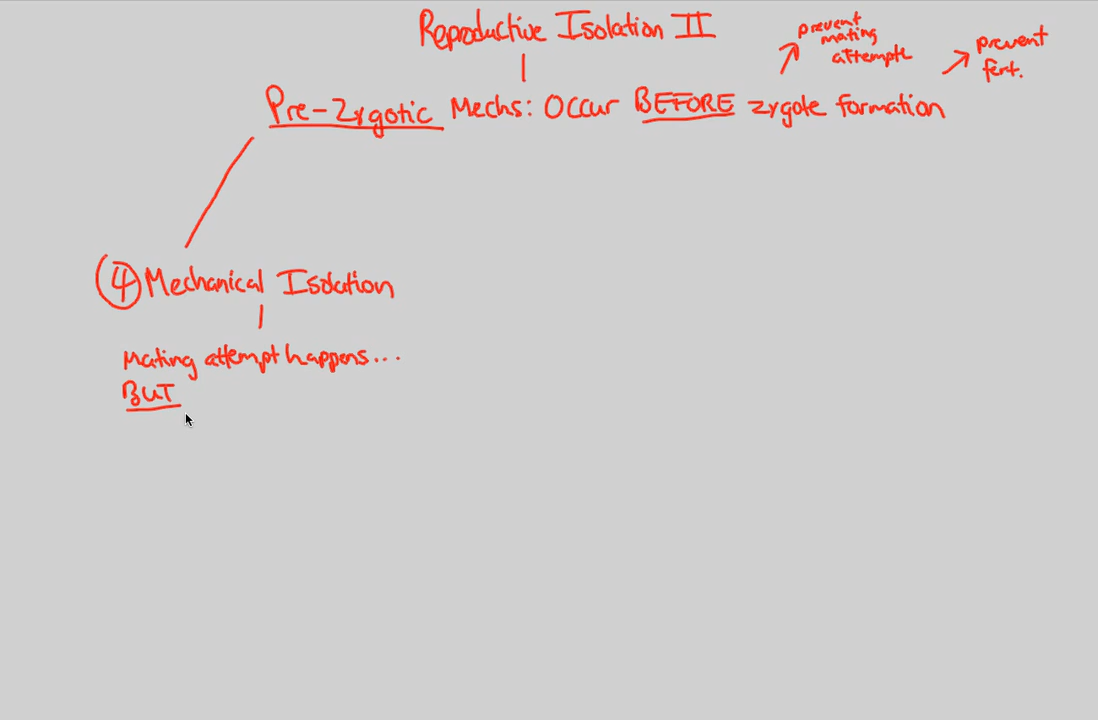 Reproductive Isolation II
prevent
mating
attempts
prevent
fert.
Pre-Zygotic Mechs: Occur BEFORE zygote formation
④ Mechanical Isolation
Mating attempt happens...
BUT